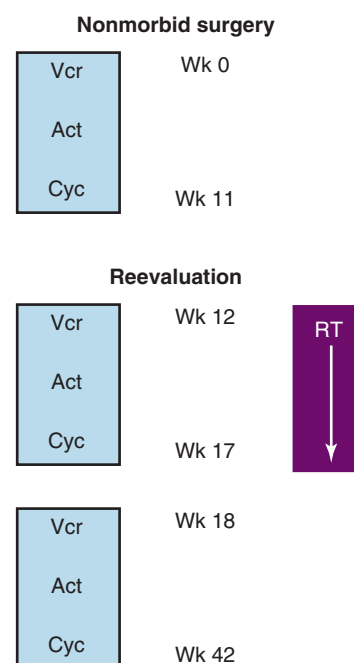 Nonmorbid surgery
Vcr Wk 0
Act
Cyc Wk 11
Reevaluation
Vcr Wk 12 RT
Act
Cyc Wk 17
Vcr Wk 18
Act
Cyc Wk 42